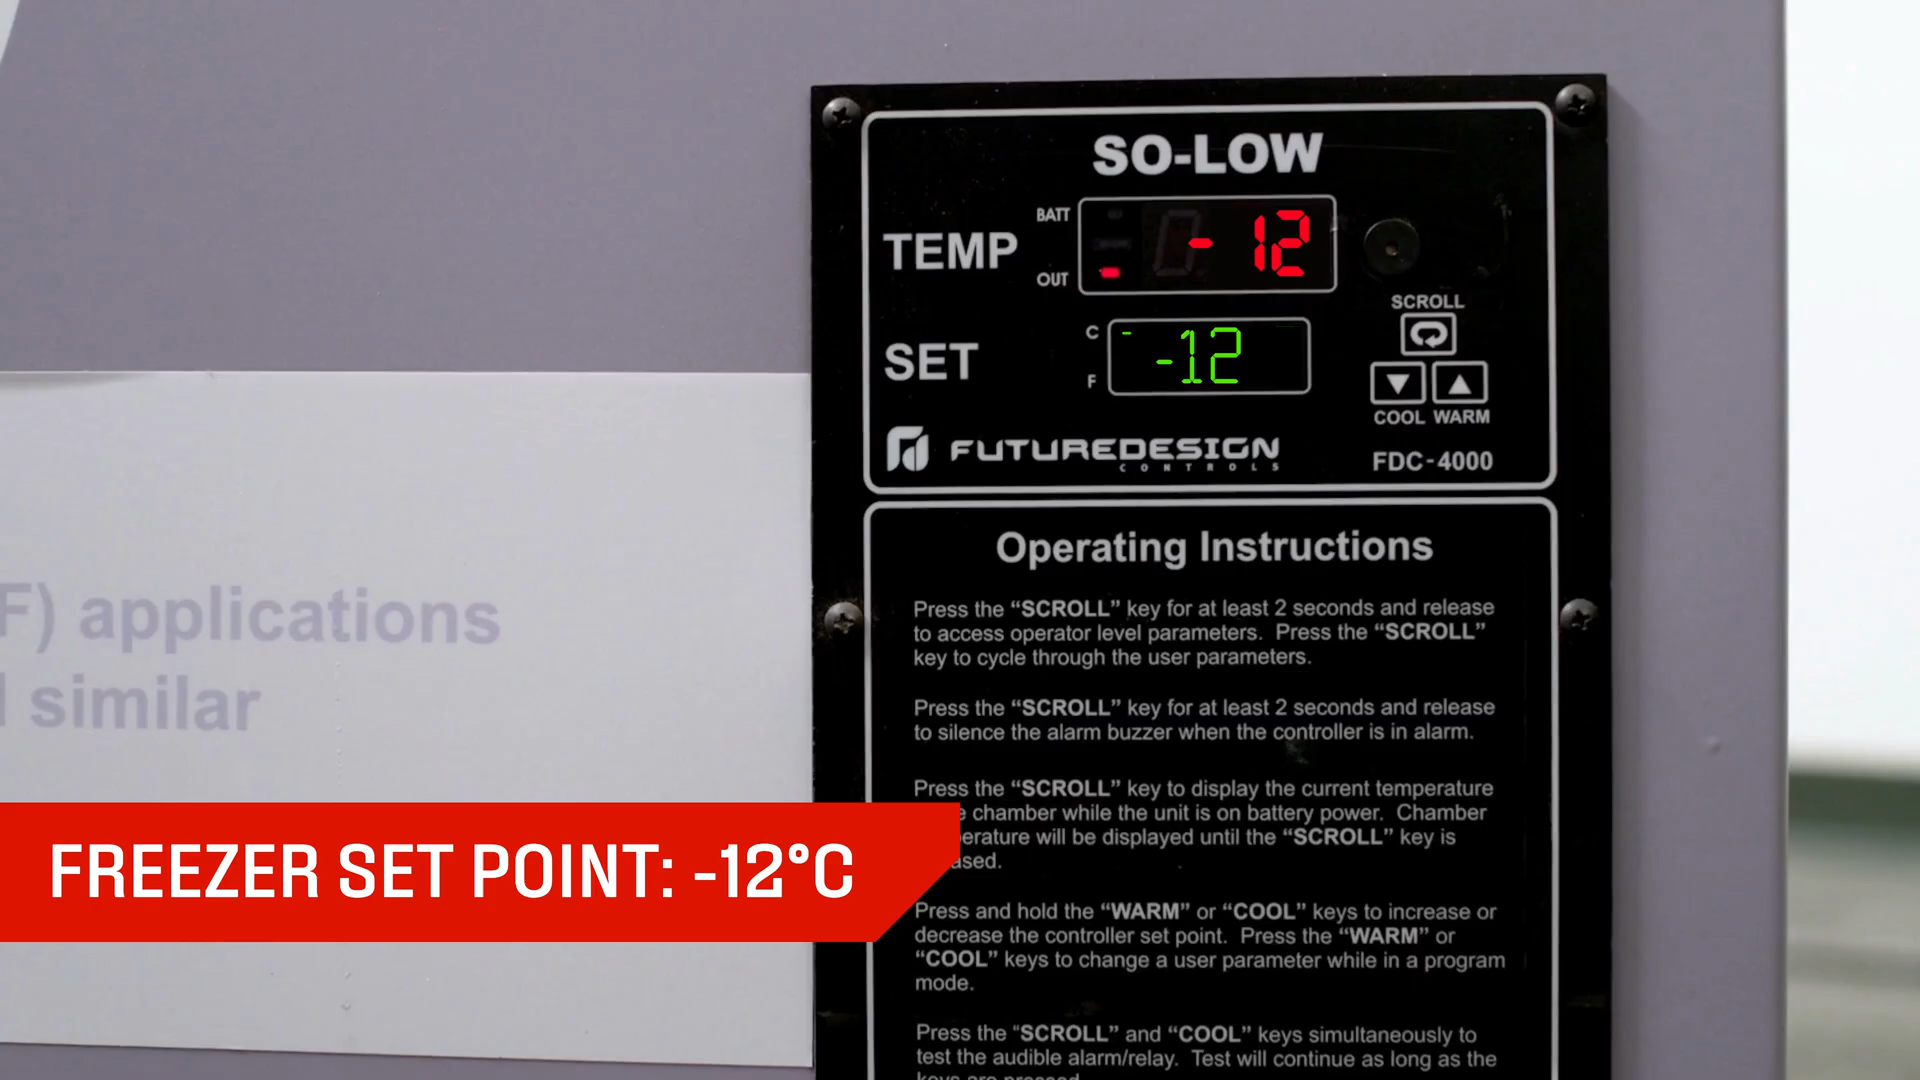 SO-LOW
TEMP
BATT
OUT
- 12
SET
C
F
-12
SCROLL
COOL WARM
FUTUREDESIGN
CONTROLS
FDC-4000
Operating Instructions
Press the “SCROLL” key for at least 2 seconds and release
to access operator level parameters. Press the “SCROLL”
key to cycle through the user parameters.
Press the “SCROLL” key for at least 2 seconds and release
to silence the alarm buzzer when the controller is in alarm.
Press the “SCROLL” key to display the current temperature
chamber while the unit is on battery power. Chamber
erature will be displayed until the “SCROLL” key is
ased.
Press and hold the “WARM” or “COOL” keys to increase or
decrease the controller set point. Press the “WARM” or
“COOL” keys to change a user parameter while in a program
mode.
Press the “SCROLL” and “COOL” keys simultaneously to
test the audible alarm/relay. Test will continue as long as the
keys are pressed.
F) applications
similar
FREEZER SET POINT: -12°C